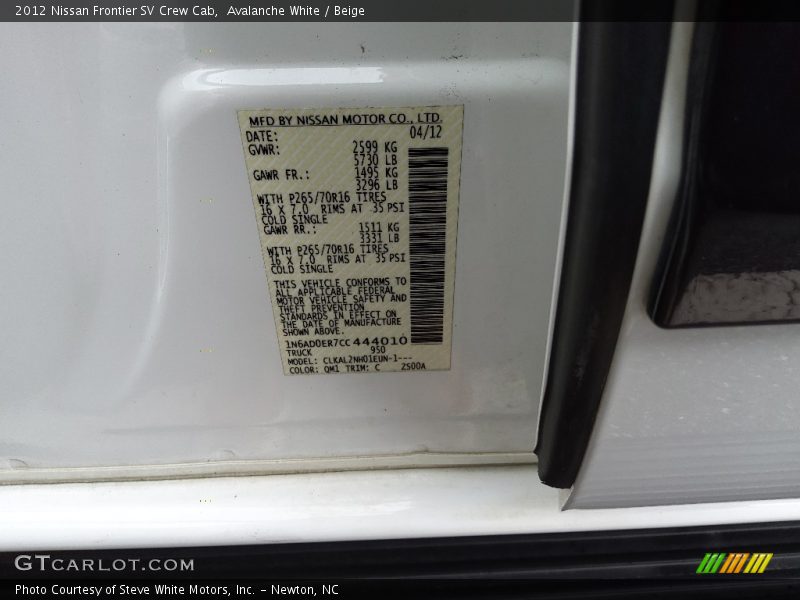 2012 Nissan Frontier SV Crew Cab,  Avalanche White / Beige
MFD BY NISSAN MOTOR CO., LTD.
DATE: 04/12
GVWR: 2599 KG
5730 LB
GAWR FR.: 1495 KG
3296 LB
WITH P265/70R16 TIRES
16 X 7.0 RIMS AT 35 PSI
COLD SINGLE
GAWR RR.: 1511 KG
3331 LB
WITH P265/70R16 TIRES
16 X 7.0 RIMS AT 35 PSI
COLD SINGLE
THIS VEHICLE CONFORMS TO
ALL APPLICABLE FEDERAL
MOTOR VEHICLE SAFETY AND
THEFT PREVENTION
STANDARDS IN EFFECT ON
THE DATE OF MANUFACTURE
SHOWN ABOVE.
1N6AD0ER7CC444010
TRUCK 950
MODEL: CLKAL2NH01EUN-1---
COLOR: QM1 TRIM: C 2S00A
GTCARLOT.COM
Photo Courtesy of Steve White Motors, Inc. – Newton, NC